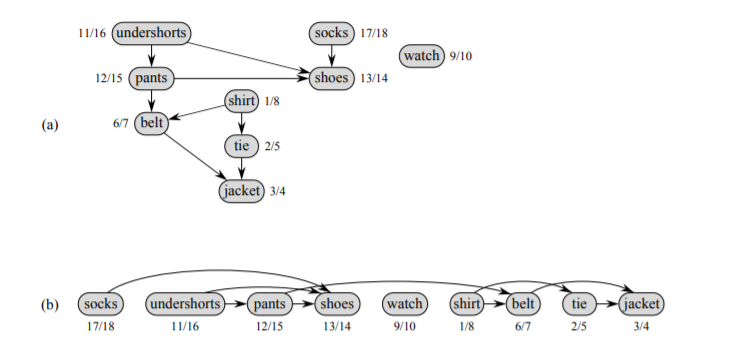 11/16 undershorts socks 17/18
watch 9/10
12/15 pants shoes 13/14
shirt 1/8
(a) 6/7 belt
tie 2/5
jacket 3/4
(b) socks undershorts pants shoes watch shirt belt tie jacket
17/18 11/16 12/15 13/14 9/10 1/8 6/7 2/5 3/4